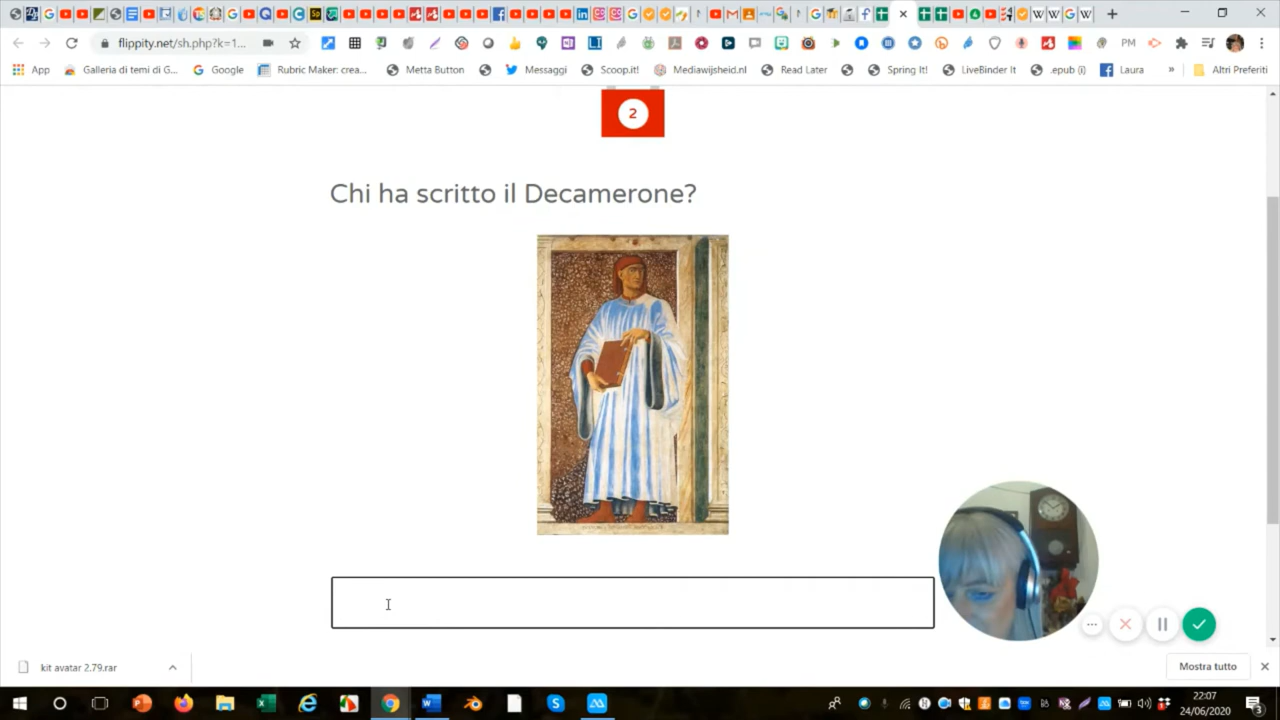 flippity.net/sh.php?k=1...
PM
App
Galleria di temi di G...
Google
Rubric Maker: crea...
Metta Button
Messaggi
Scoop.it!
Mediawijsheid.nl
Read Later
Spring It!
LiveBinder It
.epub (i)
Laura
»
Altri Preferiti
2
Chi ha scritto il Decamerone?
kit avatar 2.79.rar
Mostra tutto
22:07
24/06/2020
3